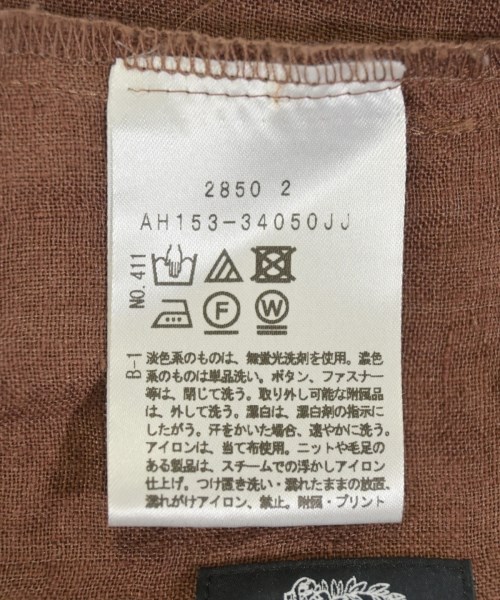 2850 2
AH153-34050JJ
NO.411
F
W
B-1
淡色系のものは、無蛍光洗剤を使用。濃色
系のものは単品洗い。ボタン、ファスナー
等は、閉じて洗う。取り外し可能な附属品
は、外して洗う。漂白は、漂白剤の指示に
したがう。汗をかいた場合、速やかに洗う。
アイロンは、当て布使用。ニットや毛足の
ある製品は、スチームでの浮かしアイロン
仕上げ。つけ置き洗い・濡れたままの放置、
濡れがけアイロン、禁止。附属・プリント